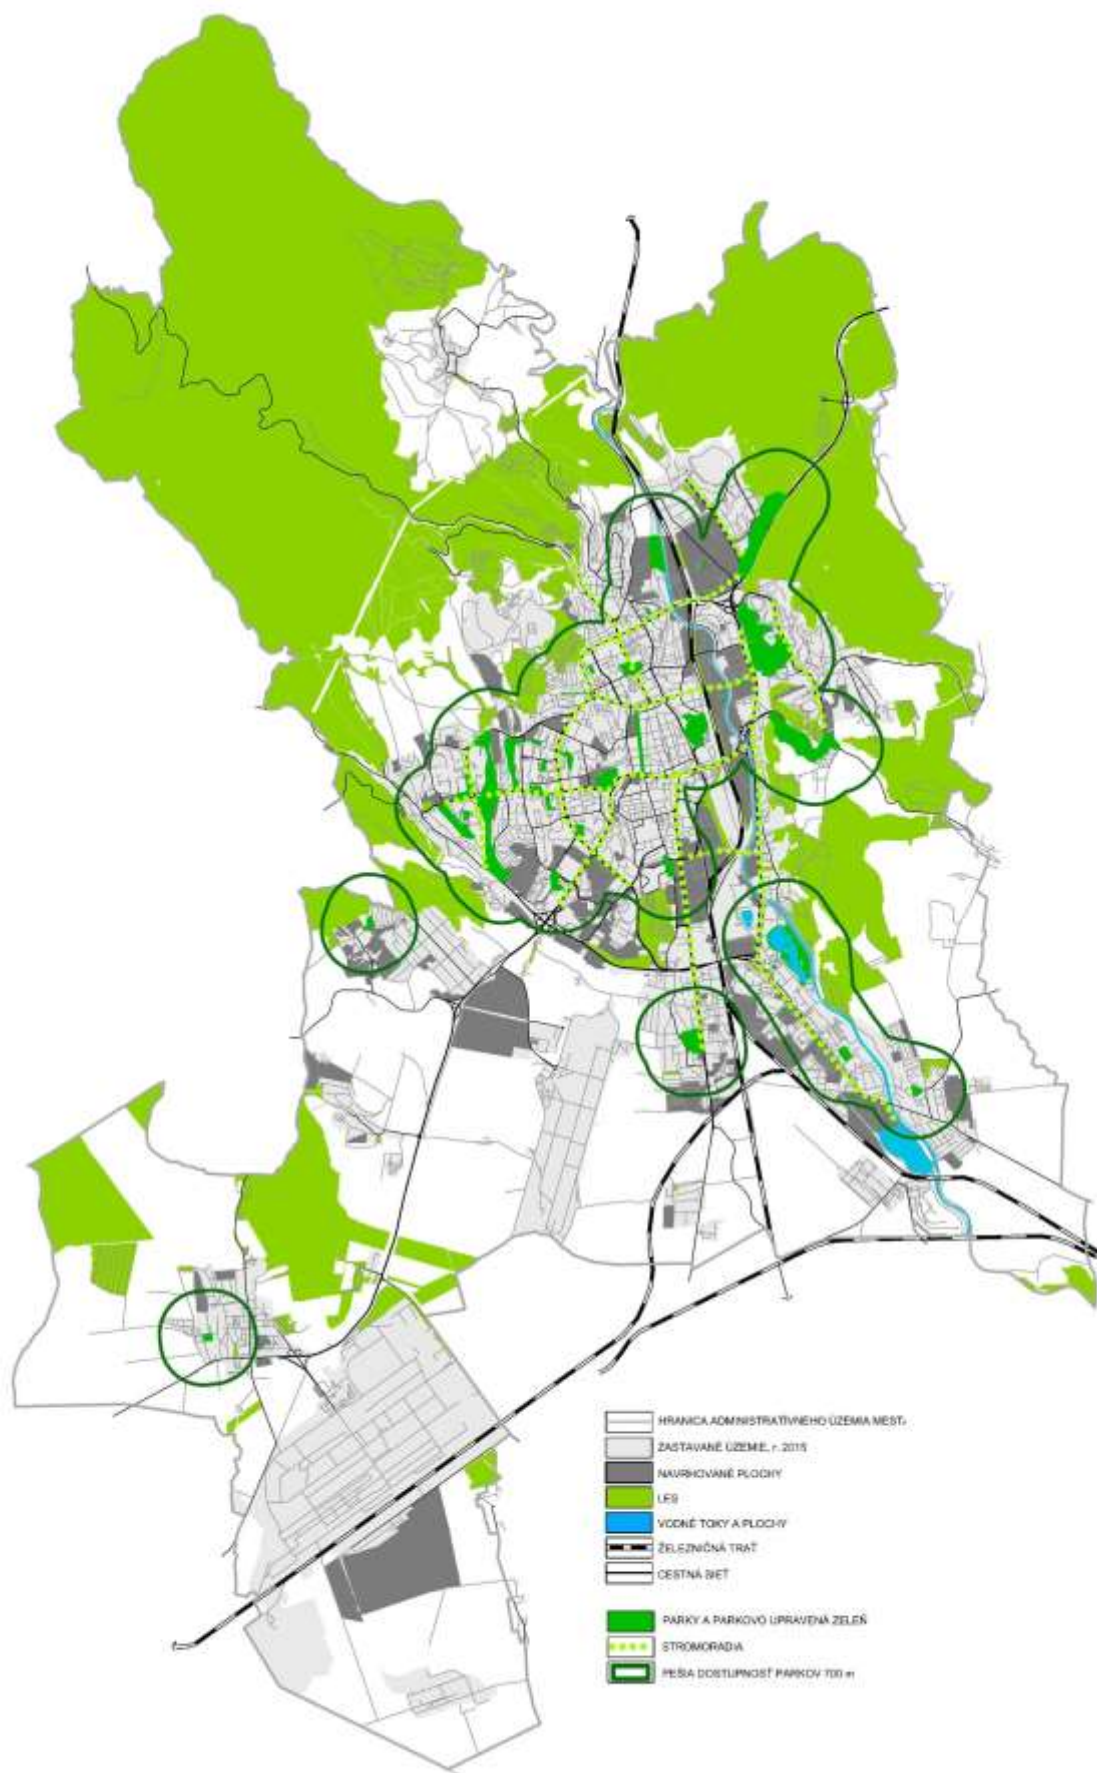 HRANICA ADMINISTRATÍVNEHO ÚZEMIA MESTA
ZASTAVANÉ ÚZEMIE, r. 2015
NAVRHOVANÉ PLOCHY
LES
VODNÉ TOKY A PLOCHY
ŽELEZNIČNÁ TRAŤ
CESTNÁ SIEŤ
PARKY A PARKOVO UPRAVENÁ ZELEŇ
STROMORADIA
PEŠIA DOSTUPNOSŤ PARKOV 700 m